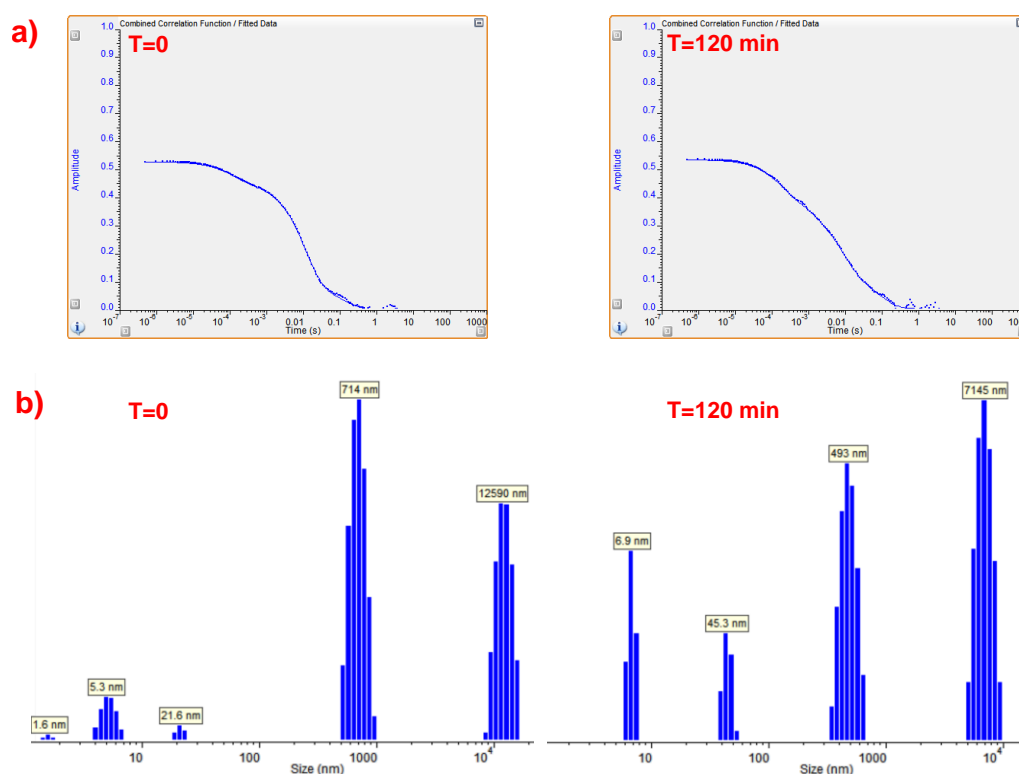 a)
Combined Correlation Function / Fitted Data
T=0
1.0
0.9
0.8
0.7
0.6
0.5
0.4
0.3
0.2
0.1
0.0
Amplitude
10-7 10-6 10-5 10-4 10-3 0.01 0.1 1 10 100 1000
Time (s)
Combined Correlation Function / Fitted Data
T=120 min
1.0
0.9
0.8
0.7
0.6
0.5
0.4
0.3
0.2
0.1
0.0
Amplitude
10-7 10-6 10-5 10-4 10-3 0.01 0.1 1 10 100
Time (s)
b)
T=0
714 nm
12590 nm
5.3 nm
21.6 nm
1.6 nm
10 100 1000 104
Size (nm)
T=120 min
7145 nm
493 nm
6.9 nm
45.3 nm
10 100 1000 104
Size (nm)